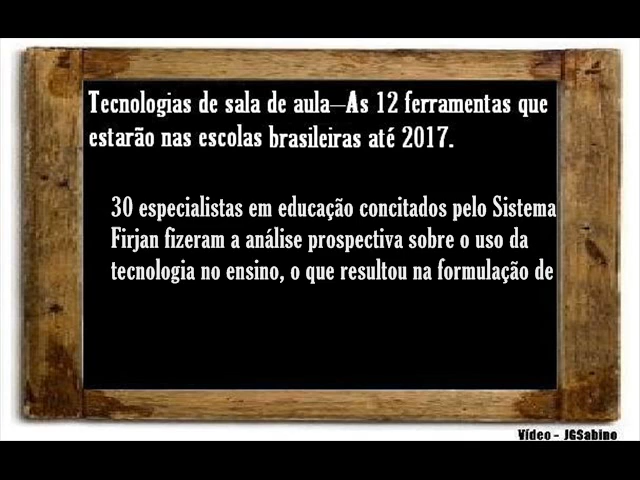 Tecnologias de sala de aula–As 12 ferramentas que
estarão nas escolas brasileiras até 2017.
30 especialistas em educação concitados pelo Sistema
Firjan fizeram a análise prospectiva sobre o uso da
tecnologia no ensino, o que resultou na formulação de
Vídeo - JGSabino